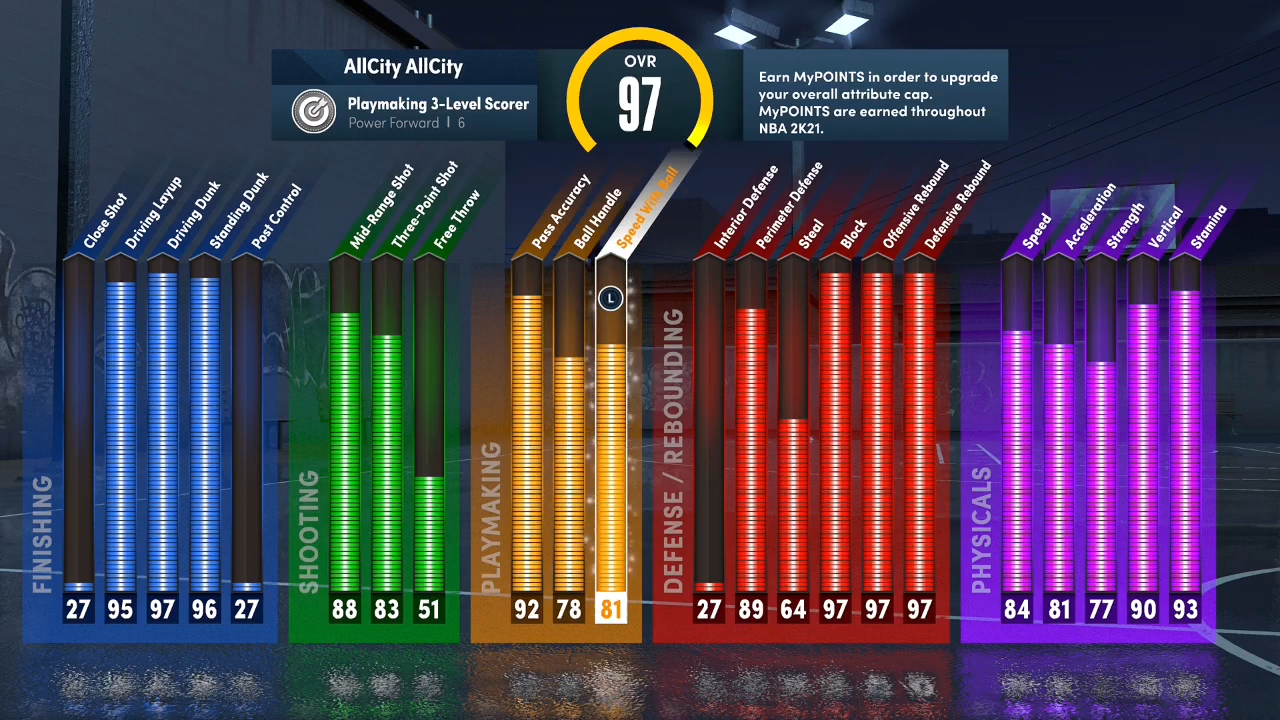 AllCity AllCity
Playmaking 3-Level Scorer
Power Forward | 6
OVR
97
Earn MyPOINTS in order to upgrade
your overall attribute cap.
MyPOINTS are earned throughout
NBA 2K21.
FINISHING
Close Shot
Driving Layup
Driving Dunk
Standing Dunk
Post Control
27 95 97 96 27
SHOOTING
Mid-Range Shot
Three-Point Shot
Free Throw
88 83 51
PLAYMAKING
Pass Accuracy
Ball Handle
Speed With Ball
L
92 78 81
DEFENSE / REBOUNDING
Interior Defense
Perimeter Defense
Steal
Block
Offensive Rebound
Defensive Rebound
27 89 64 97 97 97
PHYSICALS
Speed
Acceleration
Strength
Vertical
Stamina
84 81 77 90 93